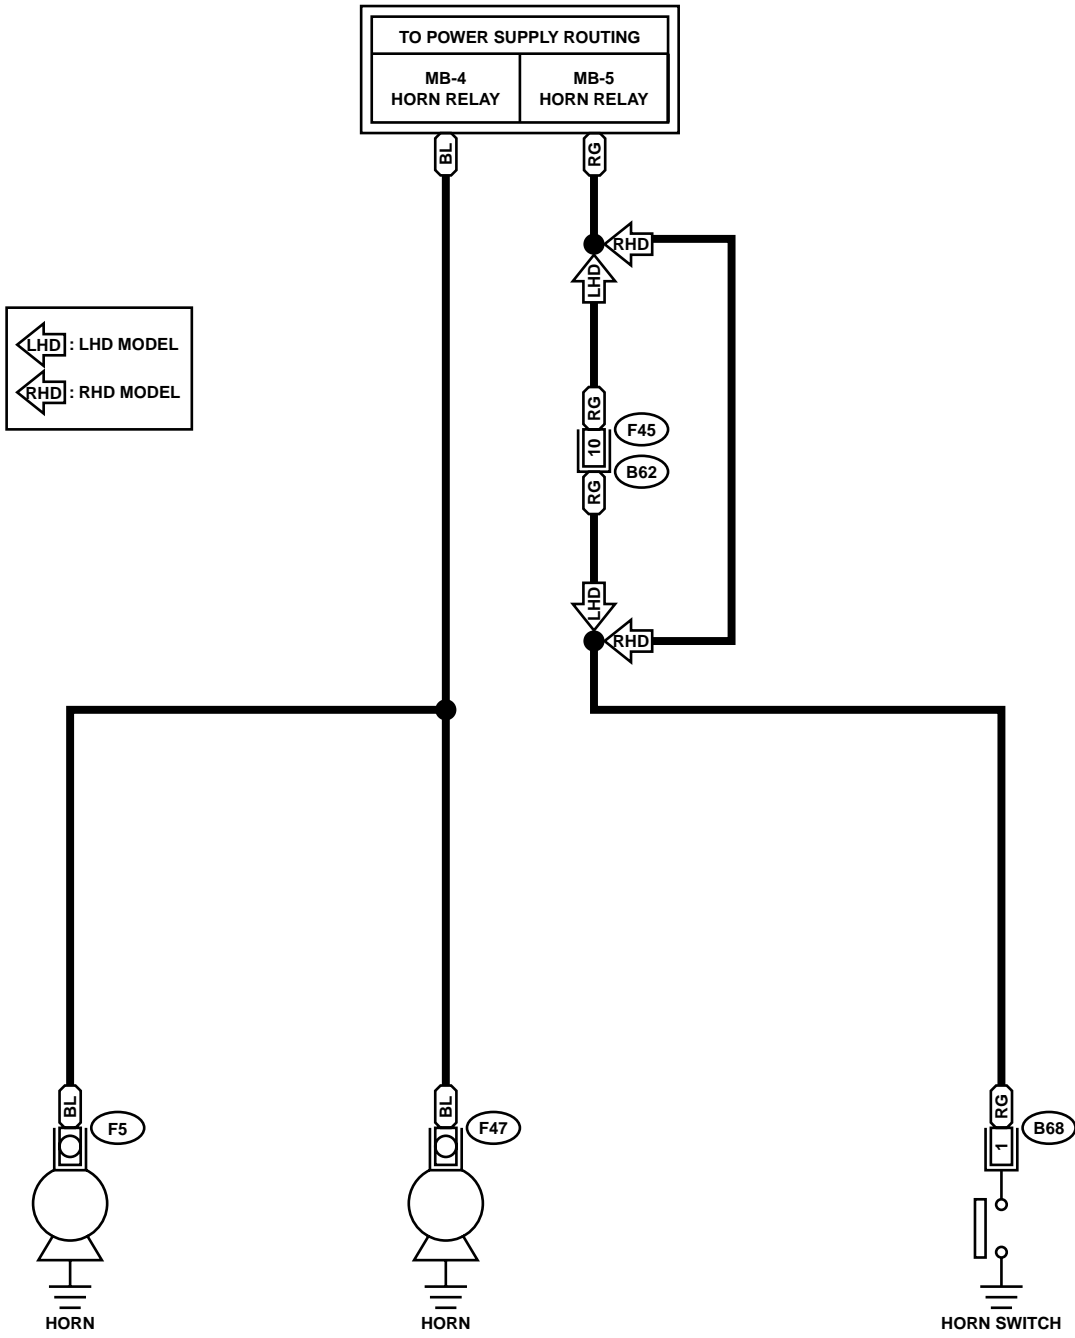 TO POWER SUPPLY ROUTING
MB-4
HORN RELAY
MB-5
HORN RELAY
BL
RG
RHD
LHD
LHD : LHD MODEL
RHD : RHD MODEL
RG
F45
10
B62
RG
LHD
RHD
BL
F5
BL
F47
RG
B68
1
HORN
HORN
HORN SWITCH